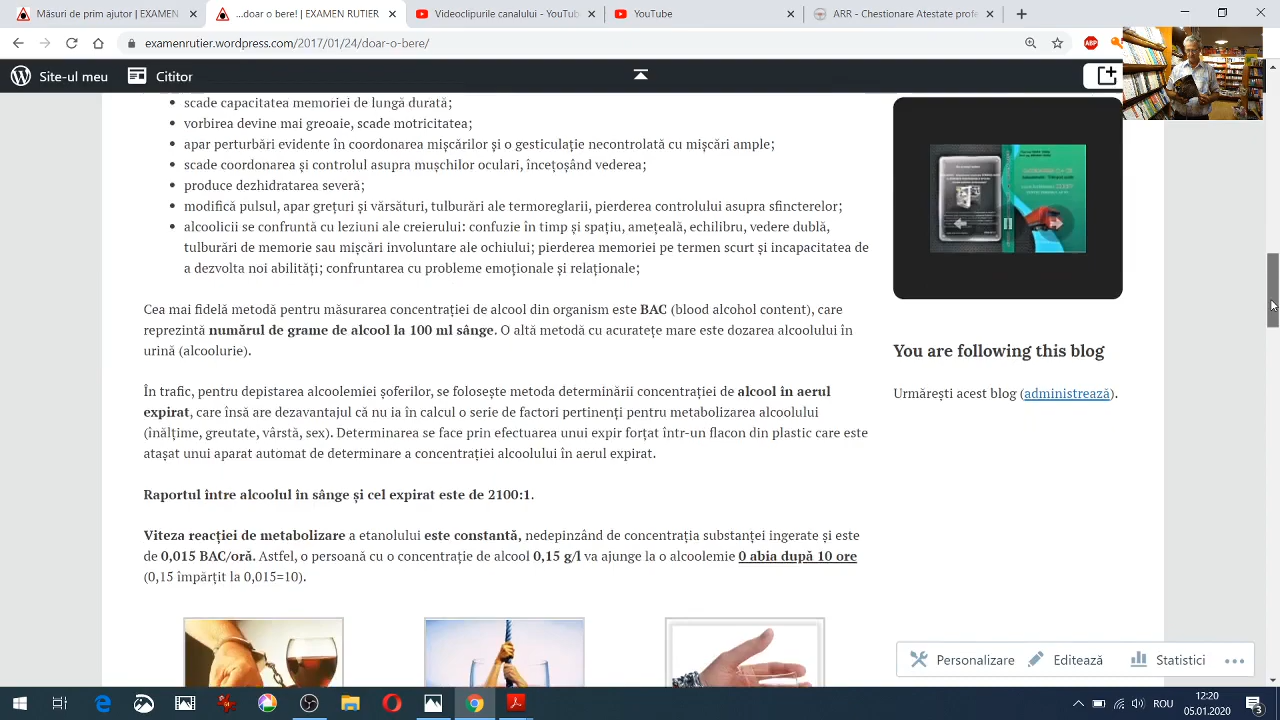 Măsuri de prim ajutor | EXAMEN
...doar o bere! | EXAMEN RUTIER
Videoclipurile canalului - YouTub
YouTube
ARR - Chestionare Atestate profe
examenrutier.wordpress.com/2017/01/24/doar-o-bere/
ABP
Site-ul meu
Cititor
scade capacitatea memoriei de lungă durată;
vorbirea devine mai greoaie, scade motricitatea;
apar perturbări evidente în coordonarea mișcărilor și o gesticulație necontrolată cu mișcări ample;
scade coordonarea și controlul asupra mușchilor oculari, încețoșând vederea;
produce dezhidratarea severă;
modifică pulsul, apar grețuri, vărsături, tulburări ale termoreglarii, pierderea controlului asupra sfincterelor;
alcoolicii se confruntă cu leziuni ale creierului: confuzie în timp și spațiu, amețeală, echilibru, vedere dublă,
tulburări de memorie sau mișcări involuntare ale ochiului; pierderea memoriei pe termen scurt și incapacitatea de
a dezvolta noi abilități; confruntarea cu probleme emoționale și relaționale;
Cea mai fidelă metodă pentru măsurarea concentrației de alcool din organism este BAC (blood alcohol content), care
reprezintă numărul de grame de alcool la 100 ml sânge. O altă metodă cu acuratețe mare este dozarea alcoolului în
urină (alcoolurie).
În trafic, pentru depistarea alcoolemiei șoferilor, se folosește metoda determinării concentrației de alcool în aerul
expirat, care însă are dezavantajul nu ia în calcul o serie de factori pertinenți pentru metabolizarea alcoolului
(înălțime, greutate, vârstă, sex). Determinarea se face prin efectuarea unui expir forțat într-un flacon din plastic care este
atașat unui aparat automat de determinare a concentrației alcoolului în aerul expirat.
Raportul între alcoolul în sânge și cel expirat este de 2100:1.
Viteza reacției de metabolizare a etanolului este constantă, nedepinzând de concentrația substanței ingerate și este
de 0,015 BAC/oră. Astfel, o persoană cu o concentrație de alcool 0,15 g/l va ajunge la o alcoolemie 0 abia după 10 ore
(0,15 împărțit la 0,015=10).
You are following this blog
Urmărești acest blog (administrează).
Personalizare
Editează
Statistici
ROU
12:20
05.01.2020
3